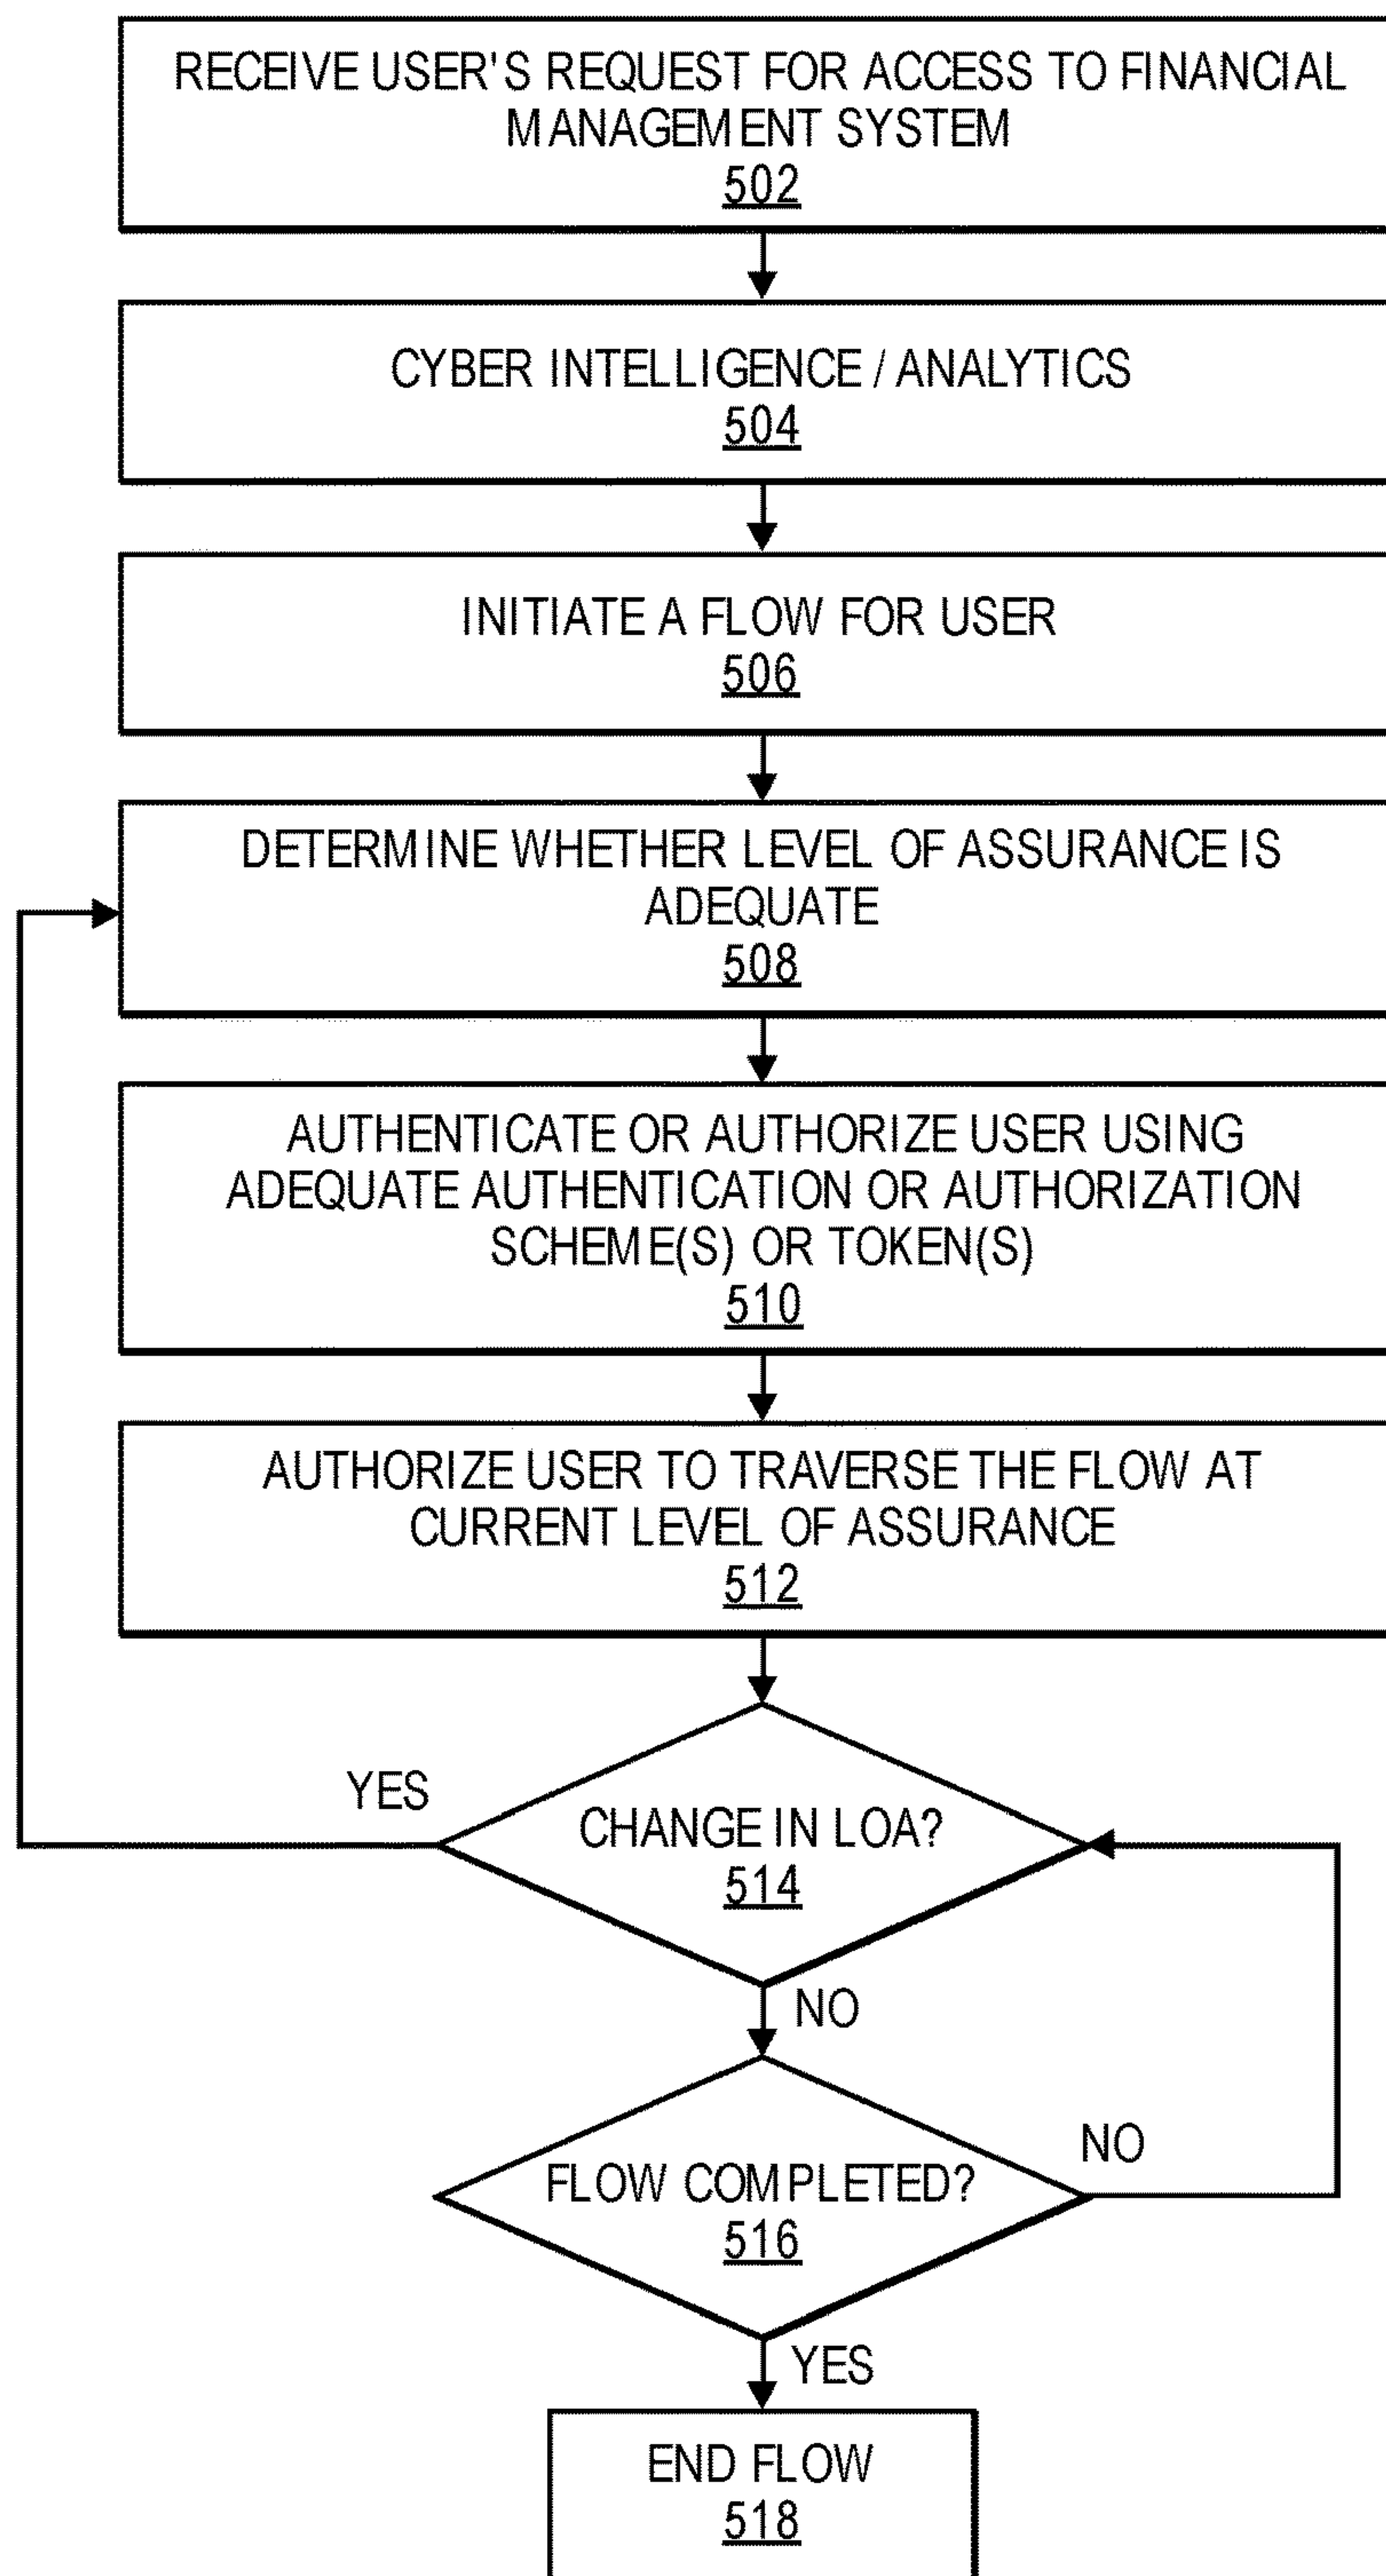 RECEIVE USER'S REQUEST FOR ACCESS TO FINANCIAL
MANAGEMENT SYSTEM
502
CYBER INTELLIGENCE / ANALYTICS
504
INITIATE A FLOW FOR USER
506
DETERMINE WHETHER LEVEL OF ASSURANCE IS
ADEQUATE
508
AUTHENTICATE OR AUTHORIZE USER USING
ADEQUATE AUTHENTICATION OR AUTHORIZATION
SCHEME(S) OR TOKEN(S)
510
AUTHORIZE USER TO TRAVERSE THE FLOW AT
CURRENT LEVEL OF ASSURANCE
512
YES
CHANGE IN LOA?
514
NO
NO
FLOW COMPLETED?
516
YES
END FLOW
518